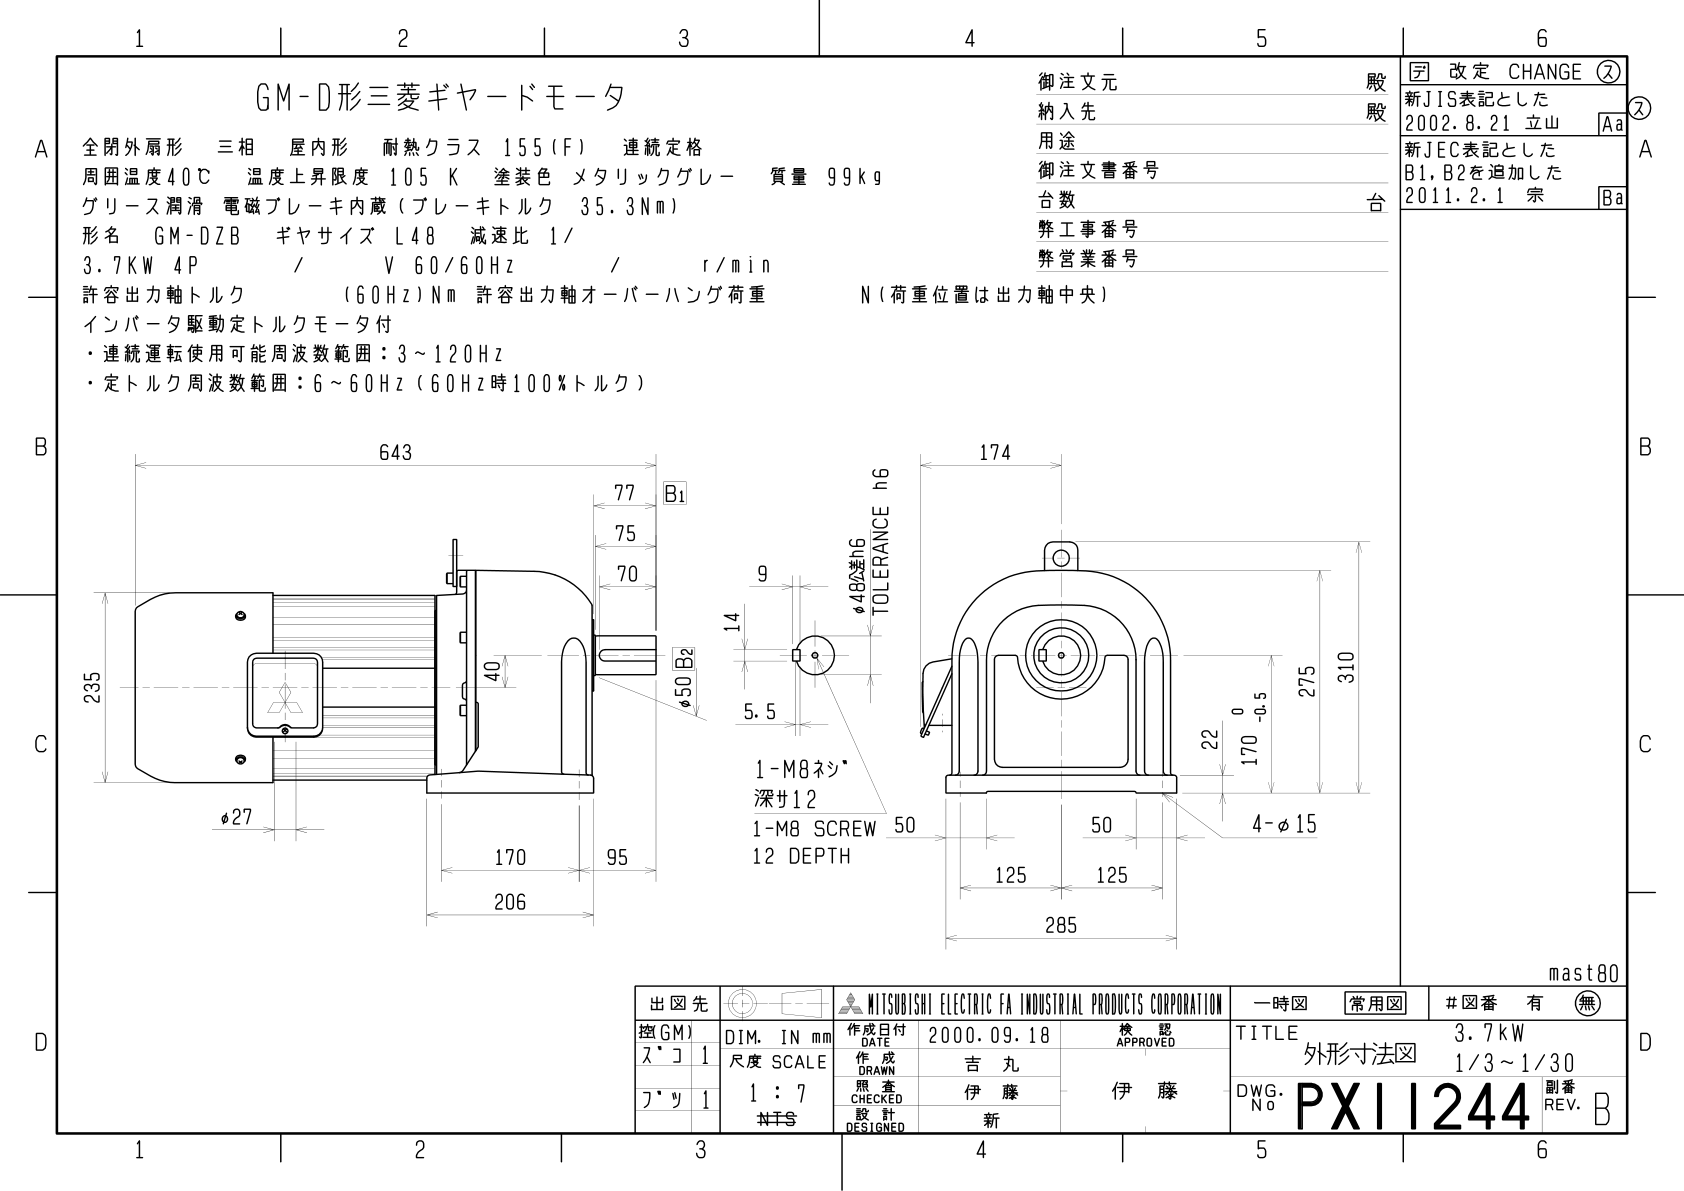 1 2 3 4 5 6
GM-D形三菱ギヤードモータ
全閉外扇形 三相 屋内形 耐熱クラス 155(F) 連続定格
周囲温度40℃ 温度上昇限度 105 K 塗装色 メタリックグレー 質量 99kg
グリース潤滑 電磁ブレーキ内蔵(ブレーキトルク 35.3Nm)
形名 GM-DZB ギヤサイズ L48 減速比 1/
3.7KW 4P / V 60/60Hz / r/min
許容出力軸トルク (60Hz)Nm 許容出力軸オーバーハング荷重 N(荷重位置は出力軸中央)
インバータ駆動定トルクモータ付
・連続運転使用可能周波数範囲：3~120Hz
・定トルク周波数範囲：6~60Hz(60Hz時100%トルク)
御注文元 殿
納入先 殿
用途
御注文書番号
台数 台
弊工事番号
弊営業番号
デ 改定 CHANGE ス
新JIS表記とした
2002.8.21 立山 Aa
ス
新JEC表記とした
B1,B2を追加した
2011.2.1 宗 Ba
A A
B B
C C
D D
643
77 B1
75
70
235
40
φ50 B2
φ27
170 95
206
9
14
5.5
φ48公差h6
TOLERANCE h6
1-M8ネジ
深サ12
1-M8 SCREW
12 DEPTH
174
310
275
170 0 -0.5
22
50 50
4-φ15
125 125
285
mast80
出図先
控(GM)
ズコ 1
ブツ 1
DIM. IN mm
尺度 SCALE
1 : 7
NTS
MITSUBISHI ELECTRIC FA INDUSTRIAL PRODUCTS CORPORATION
作成日付 DATE 2000.09.18
作成 DRAWN 吉丸
照査 CHECKED 伊藤
設計 DESIGNED 新
検認 APPROVED
伊藤
一時図 常用図 #図番 有 無
TITLE 3.7kW
外形寸法図 1/3~1/30
DWG. No PX11244 副番 REV. B
1 2 3 4 5 6